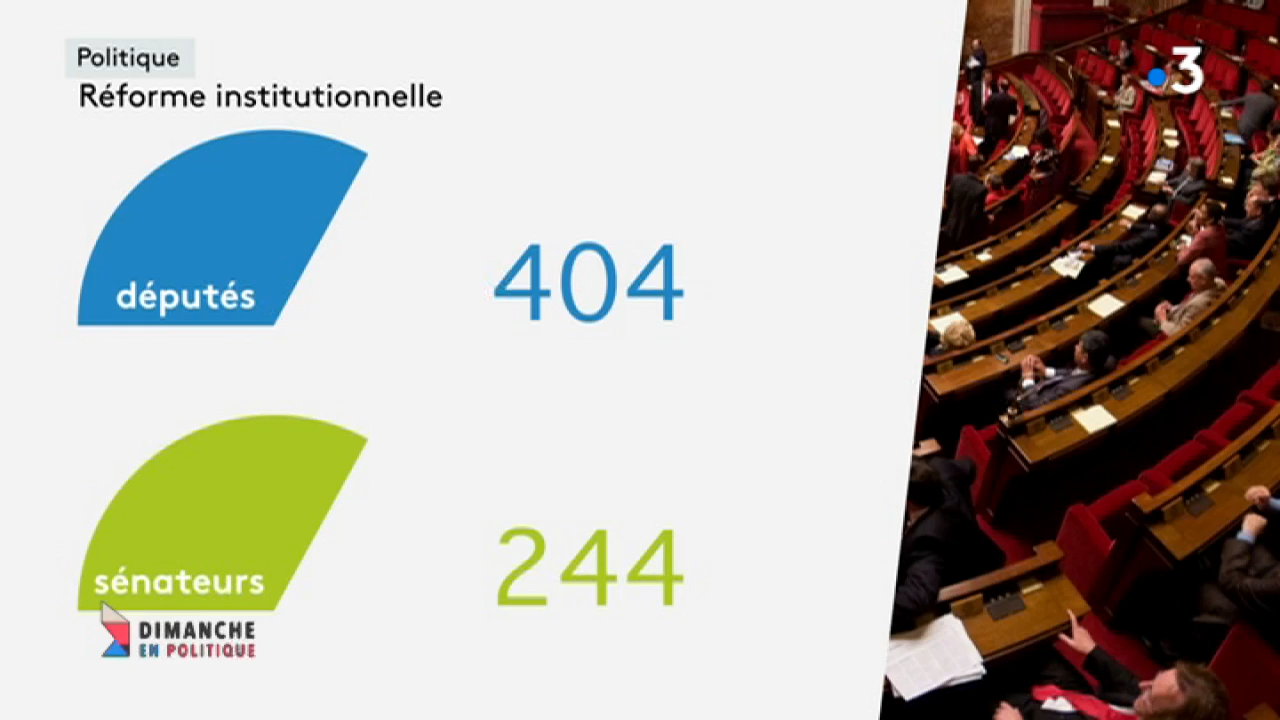 Politique
Réforme institutionnelle
3
députés
404
sénateurs
244
DIMANCHE
EN POLITIQUE